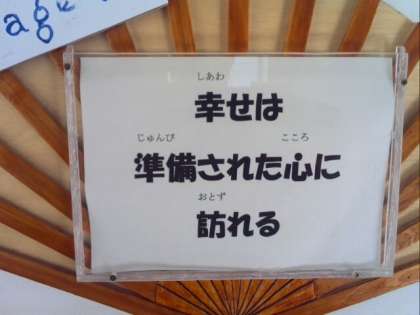 age
しあわ
幸せは
じゅんび こころ
準備された心に
おとず
訪れる